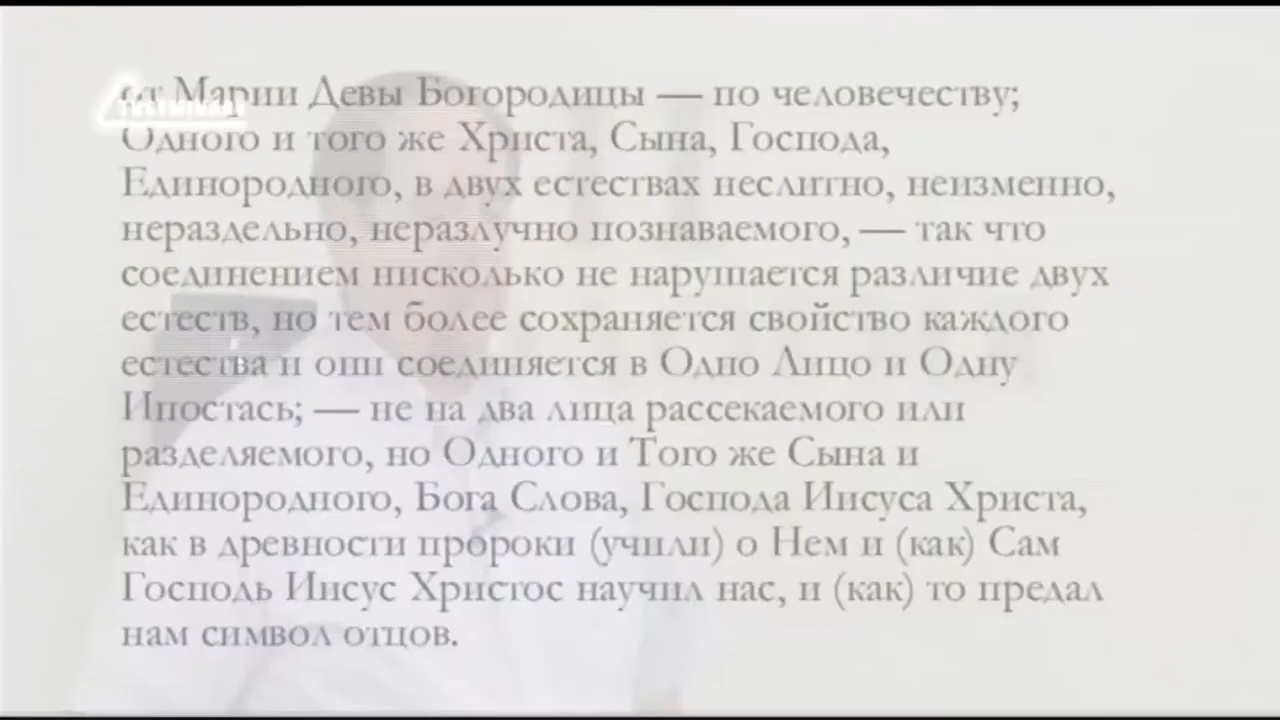 от Марии Девы Богородицы — по человечеству;
Одного и того же Христа, Сына, Господа,
Единородного, в двух естествах неслитно, неизменно,
нераздельно, неразлучно познаваемого, — так что
соединением нисколько не нарушается различие двух
естеств, но тем более сохраняется свойство каждого
естества и они соединяется в Одно Лицо и Одну
Ипостась; — не на два лица рассекаемого или
разделяемого, но Одного и Того же Сына и
Единородного, Бога Слова, Господа Иисуса Христа,
как в древности пророки (учили) о Нем и (как) Сам
Господь Иисус Христос научил нас, и (как) то предал
нам символ отцов.